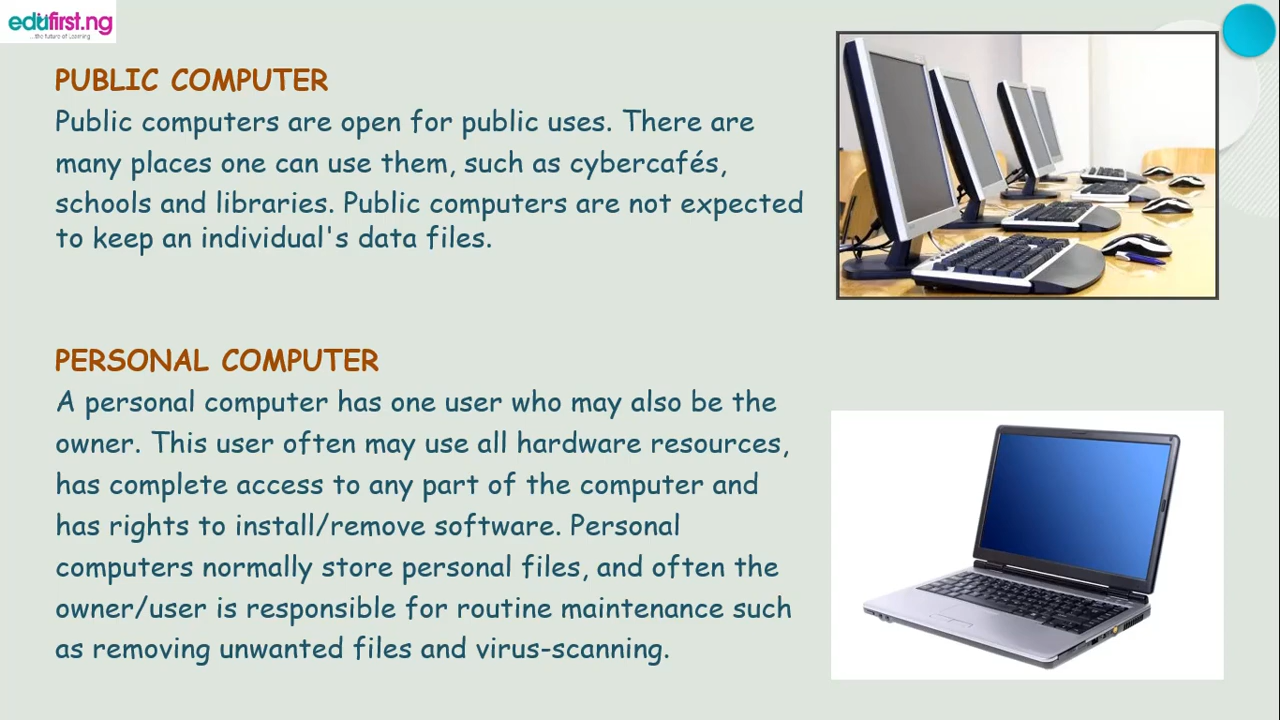 edufirst.ng
...the future of Learning
PUBLIC COMPUTER
Public computers are open for public uses. There are
many places one can use them, such as cybercafés,
schools and libraries. Public computers are not expected
to keep an individual's data files.
PERSONAL COMPUTER
A personal computer has one user who may also be the
owner. This user often may use all hardware resources,
has complete access to any part of the computer and
has rights to install/remove software. Personal
computers normally store personal files, and often the
owner/user is responsible for routine maintenance such
as removing unwanted files and virus-scanning.